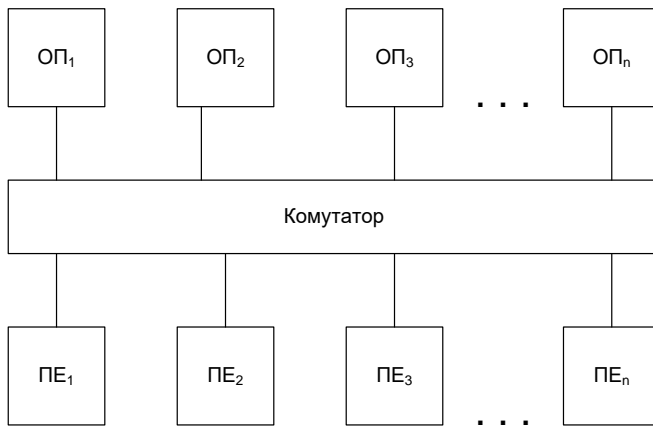 ОП₁ ОП₂ ОП₃ . . . ОПₙ
Комутатор
ПЕ₁ ПЕ₂ ПЕ₃ . . . ПЕₙ